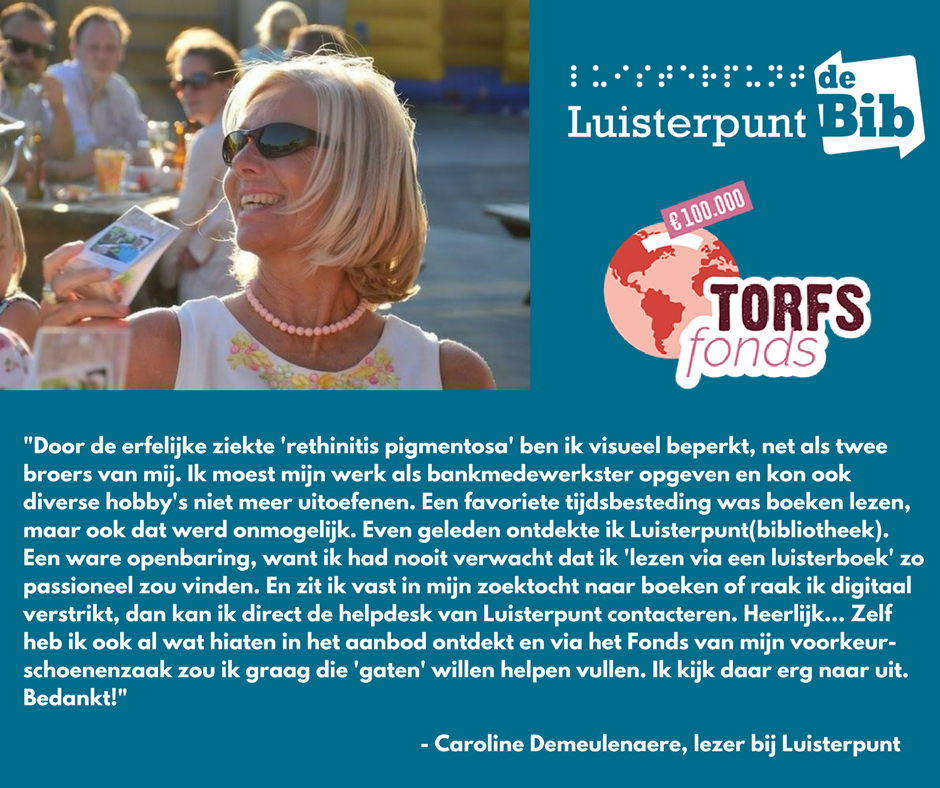 ⠇⠥⠊⠎⠞⠑⠗⠏⠥⠝⠞
Luisterpunt
de
Bib
€100.000
TORFS
fonds
"Door de erfelijke ziekte 'rethinitis pigmentosa' ben ik visueel beperkt, net als twee
broers van mij. Ik moest mijn werk als bankmedewerkster opgeven en kon ook
diverse hobby's niet meer uitoefenen. Een favoriete tijdsbesteding was boeken lezen,
maar ook dat werd onmogelijk. Even geleden ontdekte ik Luisterpunt(bibliotheek).
Een ware openbaring, want ik had nooit verwacht dat ik 'lezen via een luisterboek' zo
passioneel zou vinden. En zit ik vast in mijn zoektocht naar boeken of raak ik digitaal
verstrikt, dan kan ik direct de helpdesk van Luisterpunt contacteren. Heerlijk... Zelf
heb ik ook al wat hiaten in het aanbod ontdekt en via het Fonds van mijn voorkeur-
schoenenzaak zou ik graag die 'gaten' willen helpen vullen. Ik kijk daar erg naar uit.
Bedankt!"
- Caroline Demeulenaere, lezer bij Luisterpunt